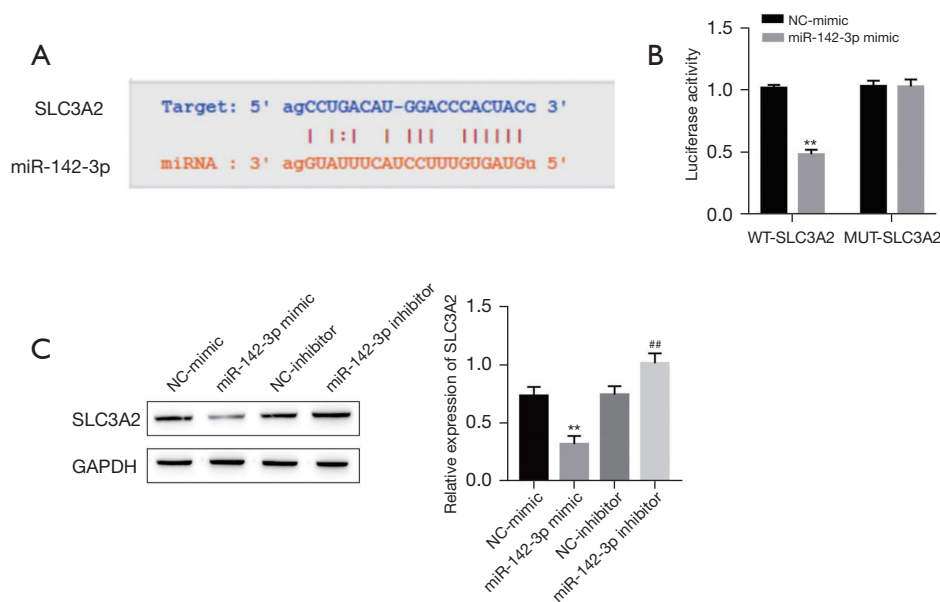 A
SLC3A2
Target: 5' agCCUGACAU-GGACCCACUACc 3'
miR-142-3p
miRNA : 3' agGUAUUUCAUCCUUUGUGAUGu 5'
B
NC-mimic
miR-142-3p mimic
Luciferase acitivity
1.5
1.0
0.5
0.0
**
WT-SLC3A2
MUT-SLC3A2
C
NC-mimic
miR-142-3p mimic
NC-inhibitor
miR-142-3p inhibitor
SLC3A2
GAPDH
Relative expression of SLC3A2
1.5
1.0
0.5
0.0
**
##
NC-mimic
miR-142-3p mimic
NC-inhibitor
miR-142-3p inhibitor